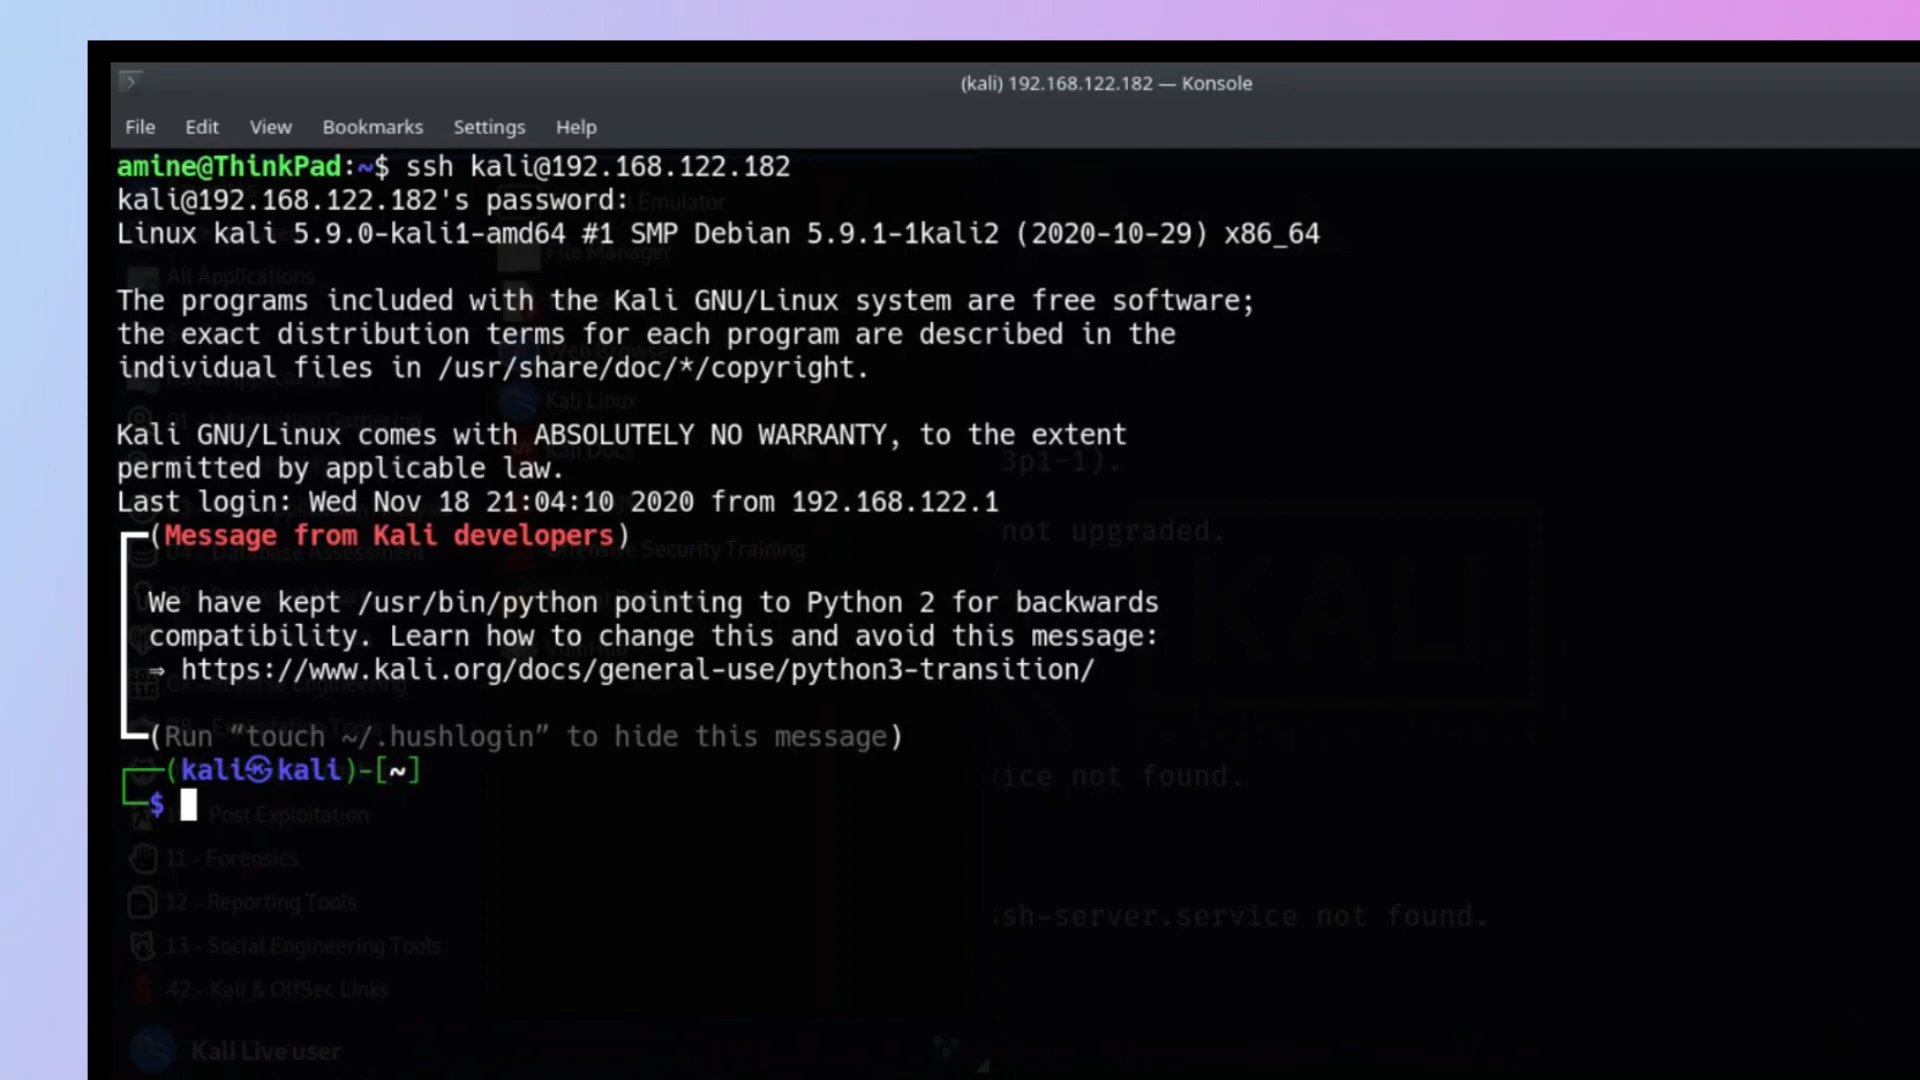 (kali) 192.168.122.182 — Konsole
File Edit View Bookmarks Settings Help
amine@ThinkPad:~$ ssh kali@192.168.122.182
kali@192.168.122.182's password:
Emulator
Linux kali 5.9.0-kali1-amd64 #1 SMP Debian 5.9.1-1kali2 (2020-10-29) x86_64
File Manager
All Applications
The programs included with the Kali GNU/Linux system are free software;
the exact distribution terms for each program are described in the
individual files in /usr/share/doc/*/copyright.
Kali Linux
Kali GNU/Linux comes with ABSOLUTELY NO WARRANTY, to the extent
Kali Docs
3p1-1).
permitted by applicable law.
Last login: Wed Nov 18 21:04:10 2020 from 192.168.122.1
not upgraded.
(Message from Kali developers)
04 - Database Assessment
Offensive Security Training
We have kept /usr/bin/python pointing to Python 2 for backwards
compatibility. Learn how to change this and avoid this message:
⇒ https://www.kali.org/docs/general-use/python3-transition/
KALI
(Run “touch ~/.hushlogin” to hide this message)
(kali㉿kali)-[~]
vice not found.
$
Post Exploitation
11 - Forensics
12 - Reporting Tools
ssh-server.service not found.
13 - Social Engineering Tools
42 - Kali & OffSec Links
Kali Live user